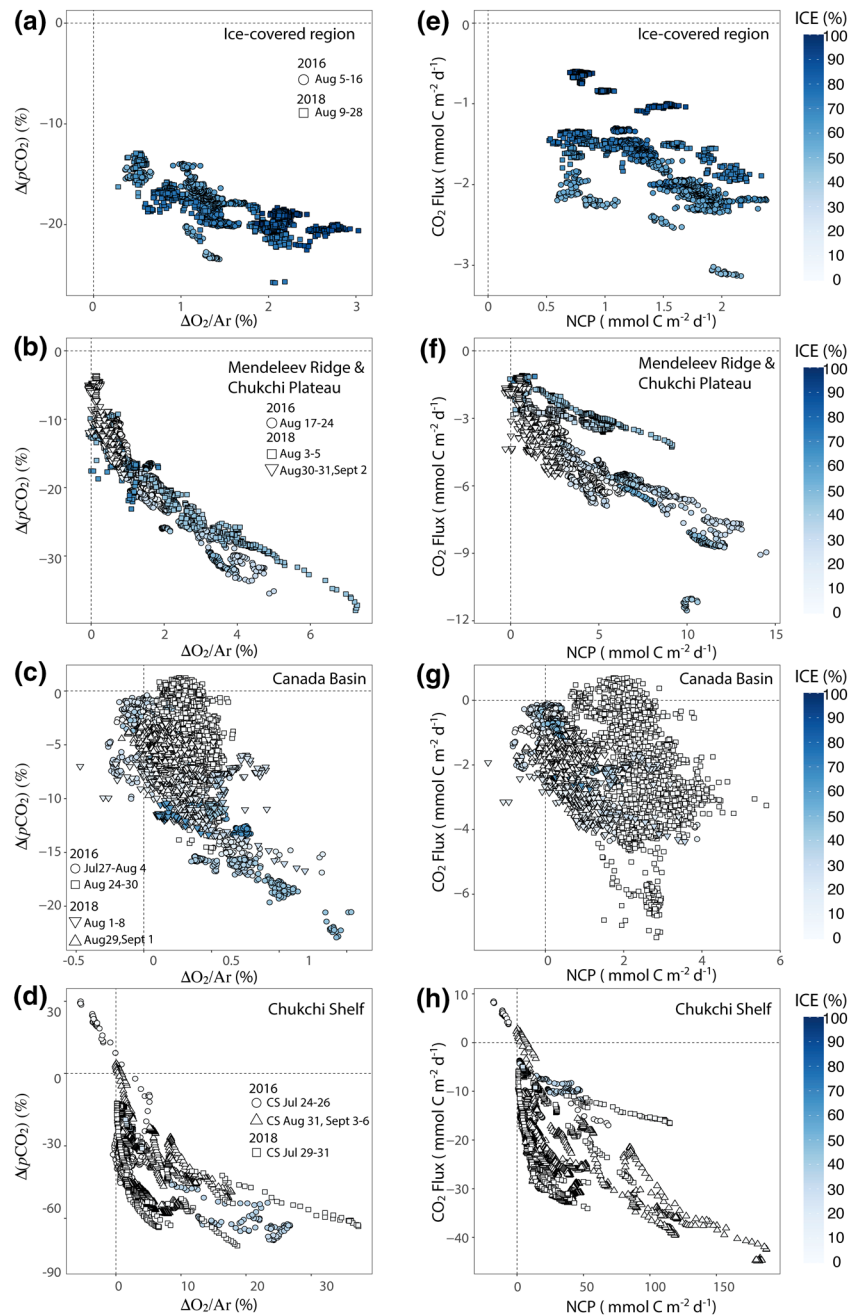 (a)
Ice-covered region
2016
Aug 5-16
2018
Aug 9-28
0
−10
−20
Δ(pCO₂) (%)
0
1
2
3
ΔO₂/Ar (%)
(e)
Ice-covered region
0
−1
−2
−3
CO₂ Flux ( mmol C m⁻² d⁻¹)
0
0.5
1
1.5
2
NCP ( mmol C m⁻² d⁻¹)
ICE (%)
100
90
80
70
60
50
40
30
20
10
0
(b)
Mendeleev Ridge &
Chukchi Plateau
2016
Aug 17-24
2018
Aug 3-5
Aug30-31,Sept 2
0
−10
−20
−30
Δ(pCO₂) (%)
0
2
4
6
ΔO₂/Ar (%)
(f)
Mendeleev Ridge &
Chukchi Plateau
0
−3
−6
−9
−12
CO₂ Flux ( mmol C m⁻² d⁻¹)
0
5
10
15
NCP ( mmol C m⁻² d⁻¹)
ICE (%)
100
90
80
70
60
50
40
30
20
10
0
(c)
Canada Basin
2016
Jul27-Aug 4
Aug 24-30
2018
Aug 1-8
Aug29,Sept 1
0
−5
−10
−15
−20
Δ(pCO₂) (%)
-0.5
0
0.5
1
ΔO₂/Ar (%)
(g)
Canada Basin
0
−2
−4
−6
CO₂ Flux ( mmol C m⁻² d⁻¹)
0
2
4
6
NCP ( mmol C m⁻² d⁻¹)
ICE (%)
100
90
80
70
60
50
40
30
20
10
0
(d)
Chukchi Shelf
2016
CS Jul 24-26
CS Aug 31, Sept 3-6
2018
CS Jul 29-31
30
0
−30
−60
-90
Δ(pCO₂) (%)
0
10
20
30
ΔO₂/Ar (%)
(h)
Chukchi Shelf
10
0
−10
−20
−30
−40
CO₂ Flux ( mmol C m⁻² d⁻¹)
0
50
100
150
NCP ( mmol C m⁻² d⁻¹)
ICE (%)
100
90
80
70
60
50
40
30
20
10
0